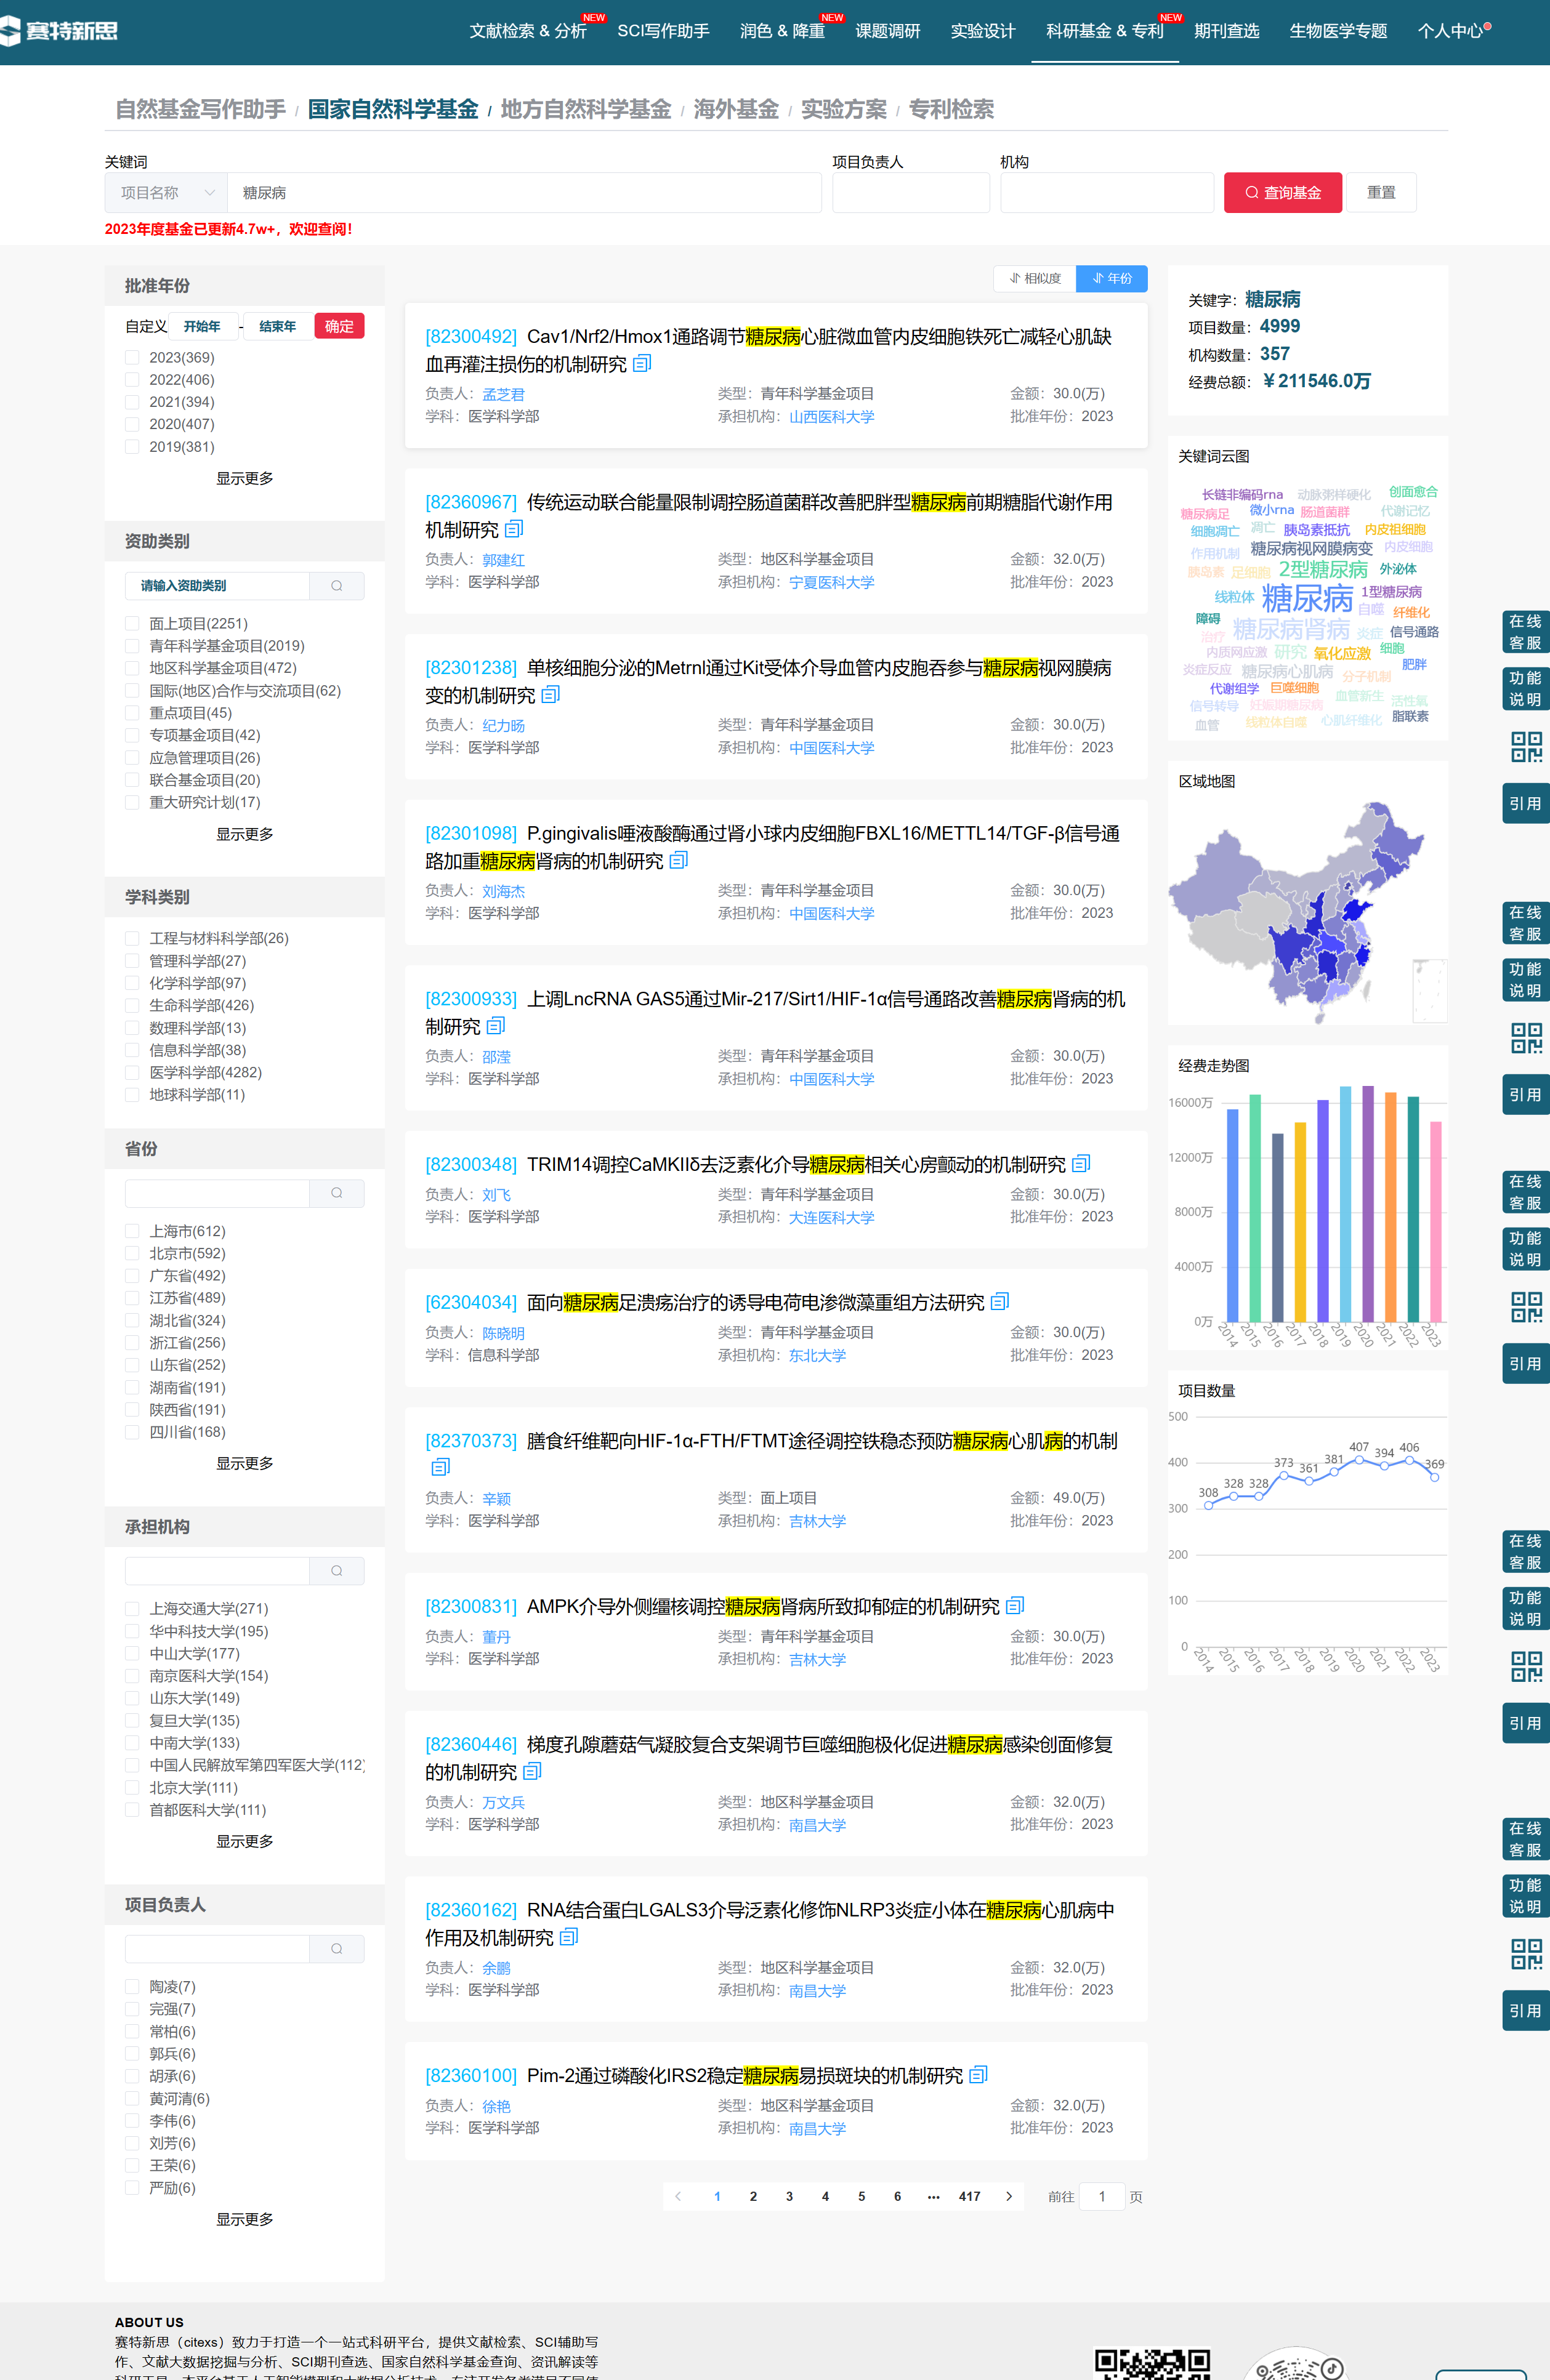 赛特新思
文献检索 & 分析 NEW
SCI写作助手
润色 & 降重 NEW
课题调研
实验设计
科研基金 & 专利 NEW
期刊查选
生物医学专题
个人中心
自然基金写作助手 / 国家自然科学基金 / 地方自然科学基金 / 海外基金 / 实验方案 / 专利检索
关键词
项目负责人
机构
项目名称
糖尿病
查询基金
重置
2023年度基金已更新4.7w+，欢迎查阅！
批准年份
自定义 开始年 - 结束年 确定
2023(369)
2022(406)
2021(394)
2020(407)
2019(381)
显示更多
资助类别
请输入资助类别
面上项目(2251)
青年科学基金项目(2019)
地区科学基金项目(472)
国际(地区)合作与交流项目(62)
重点项目(45)
专项基金项目(42)
应急管理项目(26)
联合基金项目(20)
重大研究计划(17)
显示更多
学科类别
工程与材料科学部(26)
管理科学部(27)
化学科学部(97)
生命科学部(426)
数理科学部(13)
信息科学部(38)
医学科学部(4282)
地球科学部(11)
省份
上海市(612)
北京市(592)
广东省(492)
江苏省(489)
湖北省(324)
浙江省(256)
山东省(252)
湖南省(191)
陕西省(191)
四川省(168)
显示更多
承担机构
上海交通大学(271)
华中科技大学(195)
中山大学(177)
南京医科大学(154)
山东大学(149)
复旦大学(135)
中南大学(133)
中国人民解放军第四军医大学(112)
北京大学(111)
首都医科大学(111)
显示更多
项目负责人
陶凌(7)
完强(7)
常柏(6)
郭兵(6)
胡承(6)
黄河清(6)
李伟(6)
刘芳(6)
王荣(6)
严励(6)
显示更多
相似度
年份
[82300492] Cav1/Nrf2/Hmox1通路调节糖尿病心脏微血管内皮细胞铁死亡减轻心肌缺
血再灌注损伤的机制研究
负责人：孟芝君 类型：青年科学基金项目 金额：30.0(万)
学科：医学科学部 承担机构：山西医科大学 批准年份：2023
[82360967] 传统运动联合能量限制调控肠道菌群改善肥胖型糖尿病前期糖脂代谢作用
机制研究
负责人：郭建红 类型：地区科学基金项目 金额：32.0(万)
学科：医学科学部 承担机构：宁夏医科大学 批准年份：2023
[82301238] 单核细胞分泌的Metrnl通过Kit受体介导血管内皮胞吞参与糖尿病视网膜病
变的机制研究
负责人：纪力旸 类型：青年科学基金项目 金额：30.0(万)
学科：医学科学部 承担机构：中国医科大学 批准年份：2023
[82301098] P.gingivalis唾液酸酶通过肾小球内皮细胞FBXL16/METTL14/TGF-β信号通
路加重糖尿病肾病的机制研究
负责人：刘海杰 类型：青年科学基金项目 金额：30.0(万)
学科：医学科学部 承担机构：中国医科大学 批准年份：2023
[82300933] 上调LncRNA GAS5通过Mir-217/Sirt1/HIF-1α信号通路改善糖尿病肾病的机
制研究
负责人：邵滢 类型：青年科学基金项目 金额：30.0(万)
学科：医学科学部 承担机构：中国医科大学 批准年份：2023
[82300348] TRIM14调控CaMKIIδ去泛素化介导糖尿病相关心房颤动的机制研究
负责人：刘飞 类型：青年科学基金项目 金额：30.0(万)
学科：医学科学部 承担机构：大连医科大学 批准年份：2023
[62304034] 面向糖尿病足溃疡治疗的诱导电荷电渗微藻重组方法研究
负责人：陈晓明 类型：青年科学基金项目 金额：30.0(万)
学科：信息科学部 承担机构：东北大学 批准年份：2023
[82370373] 膳食纤维靶向HIF-1α-FTH/FTMT途径调控铁稳态预防糖尿病心肌病的机制
负责人：辛颖 类型：面上项目 金额：49.0(万)
学科：医学科学部 承担机构：吉林大学 批准年份：2023
[82300831] AMPK介导外侧缰核调控糖尿病肾病所致抑郁症的机制研究
负责人：董丹 类型：青年科学基金项目 金额：30.0(万)
学科：医学科学部 承担机构：吉林大学 批准年份：2023
[82360446] 梯度孔隙蘑菇气凝胶复合支架调节巨噬细胞极化促进糖尿病感染创面修复
的机制研究
负责人：万文兵 类型：地区科学基金项目 金额：32.0(万)
学科：医学科学部 承担机构：南昌大学 批准年份：2023
[82360162] RNA结合蛋白LGALS3介导泛素化修饰NLRP3炎症小体在糖尿病心肌病中
作用及机制研究
负责人：余鹏 类型：地区科学基金项目 金额：32.0(万)
学科：医学科学部 承担机构：南昌大学 批准年份：2023
[82360100] Pim-2通过磷酸化IRS2稳定糖尿病易损斑块的机制研究
负责人：徐艳 类型：地区科学基金项目 金额：32.0(万)
学科：医学科学部 承担机构：南昌大学 批准年份：2023
1 2 3 4 5 6 ••• 417
前往 1 页
关键字：糖尿病
项目数量：4999
机构数量：357
经费总额：￥211546.0万
关键词云图
长链非编码rna 动脉粥样硬化 创面愈合
糖尿病足 微小rna 肠道菌群 代谢记忆
细胞凋亡 凋亡 胰岛素抵抗 内皮祖细胞
作用机制 糖尿病视网膜病变 内皮细胞
胰岛素 足细胞 2型糖尿病 外泌体
线粒体 糖尿病 1型糖尿病
自噬 纤维化
障碍 糖尿病肾病
治疗 炎症 信号通路
内质网应激 研究 氧化应激 细胞
炎症反应 糖尿病心肌病 分子机制 肥胖
代谢组学 巨噬细胞 血管新生 活性氧
信号转导 妊娠期糖尿病
血管 线粒体自噬 心肌纤维化 脂联素
区域地图
经费走势图
16000万
12000万
8000万
4000万
0万
2014 2015 2016 2017 2018 2019 2020 2021 2022 2023
项目数量
500
400
300
200
100
0
308 328 328 373 361 381 407 394 406 369
2014 2015 2016 2017 2018 2019 2020 2021 2022 2023
在线
客服
功能
说明
引用
在线
客服
功能
说明
引用
在线
客服
功能
说明
引用
在线
客服
功能
说明
引用
在线
客服
功能
说明
引用
ABOUT US
赛特新思（citexs）致力于打造一个一站式科研平台，提供文献检索、SCI辅助写
作、文献大数据挖掘与分析、SCI期刊查选、国家自然科学基金查询、资讯解读等